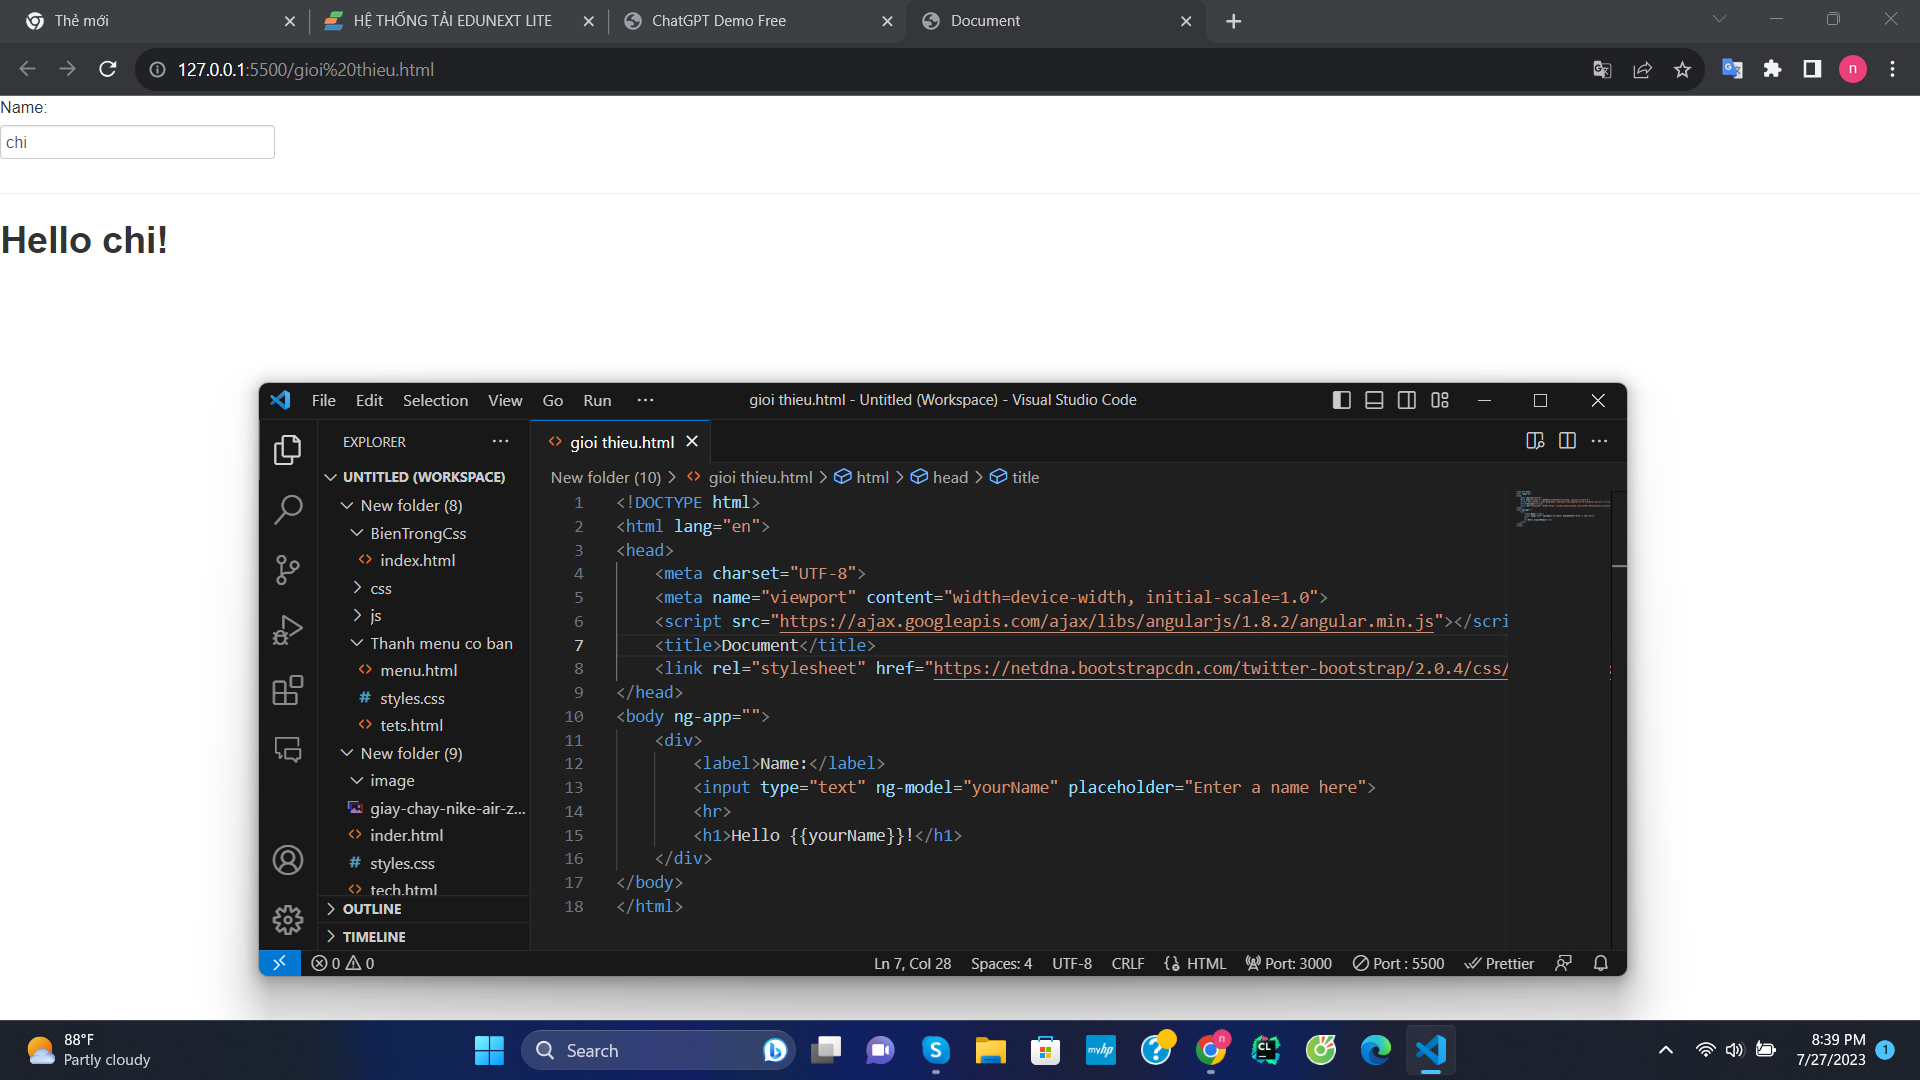 Thẻ mới
HỆ THỐNG TẢI EDUNEXT LITE
ChatGPT Demo Free
Document
127.0.0.1:5500/gioi%20thieu.html
n
Name:
chi
Hello chi!
File Edit Selection View Go Run ···
gioi thieu.html - Untitled (Workspace) - Visual Studio Code
EXPLORER
gioi thieu.html
UNTITLED (WORKSPACE)
New folder (8)
BienTrongCss
index.html
css
js
Thanh menu co ban
menu.html
styles.css
tets.html
New folder (9)
image
giay-chay-nike-air-z...
inder.html
styles.css
tech.html
OUTLINE
TIMELINE
New folder (10) > gioi thieu.html > html > head > title
1 <!DOCTYPE html>
2 <html lang="en">
3 <head>
4 <meta charset="UTF-8">
5 <meta name="viewport" content="width=device-width, initial-scale=1.0">
6 <script src="https://ajax.googleapis.com/ajax/libs/angularjs/1.8.2/angular.min.js"></scri
7 <title>Document</title>
8 <link rel="stylesheet" href="https://netdna.bootstrapcdn.com/twitter-bootstrap/2.0.4/css/
9 </head>
10 <body ng-app="">
11 <div>
12 <label>Name:</label>
13 <input type="text" ng-model="yourName" placeholder="Enter a name here">
14 <hr>
15 <h1>Hello {{yourName}}!</h1>
16 </div>
17 </body>
18 </html>
0 0
Ln 7, Col 28 Spaces: 4 UTF-8 CRLF HTML Port: 3000 Port : 5500 Prettier
88°F
Partly cloudy
Search
myhp
CL
n
8:39 PM
7/27/2023
1